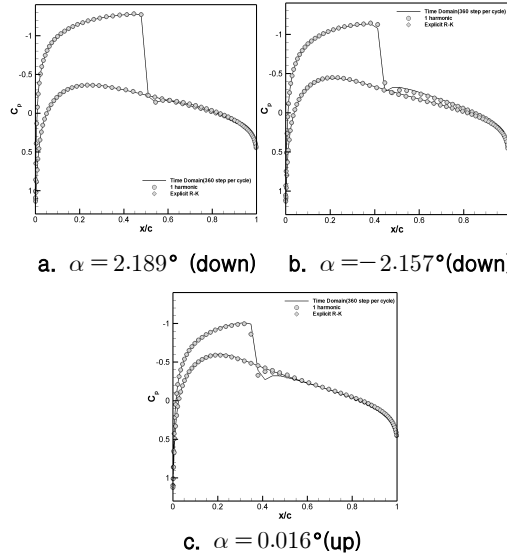 -1
-0.5
0
0.5
1
Cp
0
0.2
0.4
0.6
0.8
1
x/c
Time Domain(360 step per cycle)
1 harmonic
Explicit R-K
a. α = 2.189° (down)
-1
-0.5
0
0.5
1
Cp
0
0.2
0.4
0.6
0.8
x/c
Time Domain(360 step per cycle)
1 harmonic
Explicit R-K
b. α =− 2.157°(down)
-1
-0.5
0
0.5
1
Cp
0
0.2
0.4
0.6
0.8
1
x/c
Time Domain(360 step per cycle)
1 harmonic
Explicit R-K
c. α = 0.016°(up)